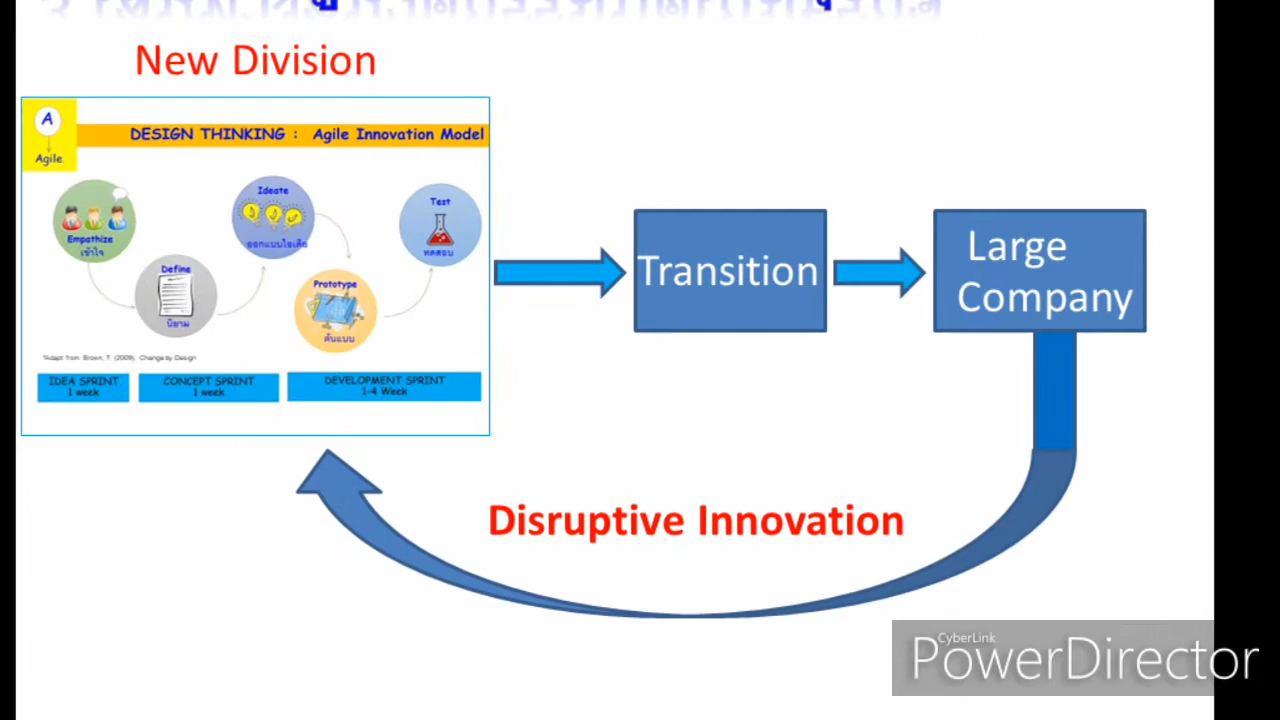 New Division
A
Agile
DESIGN THINKING : Agile Innovation Model
Empathize
เข้าใจ
Define
นิยาม
Ideate
ออกแบบไอเดีย
Prototype
ต้นแบบ
Test
ทดสอบ
*Adapt from: Brown, T. (2009). Change by Design
IDEA SPRINT
1 week
CONCEPT SPRINT
1 week
DEVELOPMENT SPRINT
1-4 Week
Transition
Large
Company
Disruptive Innovation
CyberLink
PowerDirector